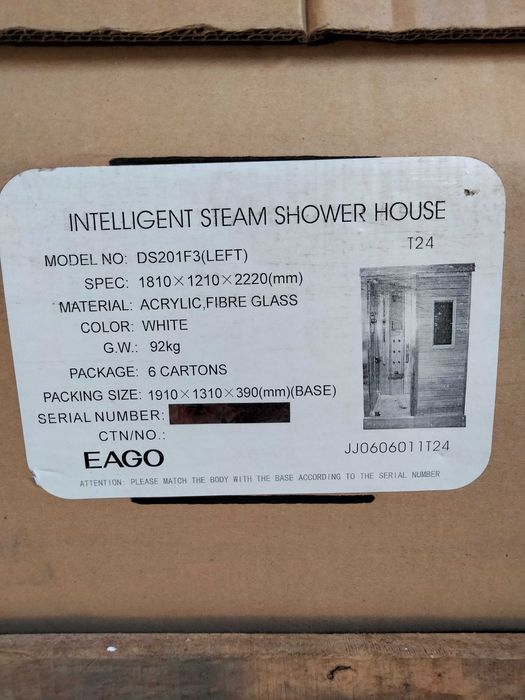 INTELLIGENT STEAM SHOWER HOUSE
T24
MODEL NO: DS201F3(LEFT)
SPEC: 1810×1210×2220(mm)
MATERIAL: ACRYLIC,FIBRE GLASS
COLOR: WHITE
G.W.: 92kg
PACKAGE: 6 CARTONS
PACKING SIZE: 1910×1310×390(mm)(BASE)
SERIAL NUMBER:
CTN/NO.:
JJ0606011T24
EAGO
ATTENTION: PLEASE MATCH THE BODY WITH THE BASE ACCORDING TO THE SERIAL NUMBER